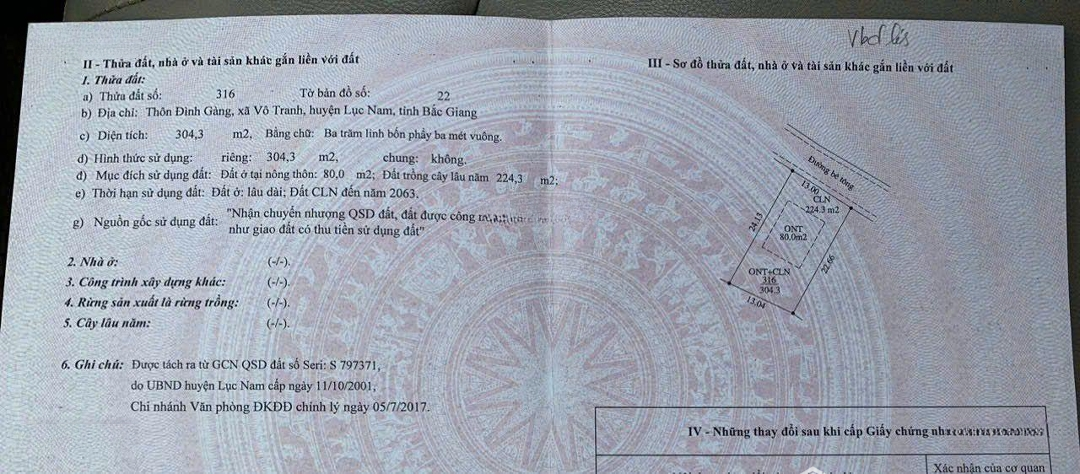 II - Thửa đất, nhà ở và tài sản khác gắn liền với đất
1. Thửa đất:
a) Thửa đất số: 316 Tờ bản đồ số: 22
b) Địa chỉ: Thôn Đình Gàng, xã Vô Tranh, huyện Lục Nam, tỉnh Bắc Giang
c) Diện tích: 304,3 m2, Bằng chữ: Ba trăm linh bốn phẩy ba mét vuông.
d) Hình thức sử dụng: riêng: 304,3 m2, chung: không.
đ) Mục đích sử dụng đất: Đất ở tại nông thôn: 80,0 m2; Đất trồng cây lâu năm 224,3 m2;
e) Thời hạn sử dụng đất: Đất ở: lâu dài; Đất CLN đến năm 2063.
g) Nguồn gốc sử dụng đất: "Nhận chuyển nhượng QSD đất, đất được công
như giao đất có thu tiền sử dụng đất"
2. Nhà ở: (-/-).
3. Công trình xây dựng khác: (-/-).
4. Rừng sản xuất là rừng trồng: (-/-).
5. Cây lâu năm: (-/-).
6. Ghi chú: Được tách ra từ GCN QSD đất số Seri: S 797371,
do UBND huyện Lục Nam cấp ngày 11/10/2001,
Chi nhánh Văn phòng ĐKĐĐ chỉnh lý ngày 05/7/2017.
III - Sơ đồ thửa đất, nhà ở và tài sản khác gắn liền với đất
Đường bê tông
13.00
CLN
224.3 m2
24.13
ONT
80.0m2
22.66
ONT+CLN
316
304.3
13.04
IV - Những thay đổi sau khi cấp Giấy chứng
Xác nhận của cơ quan